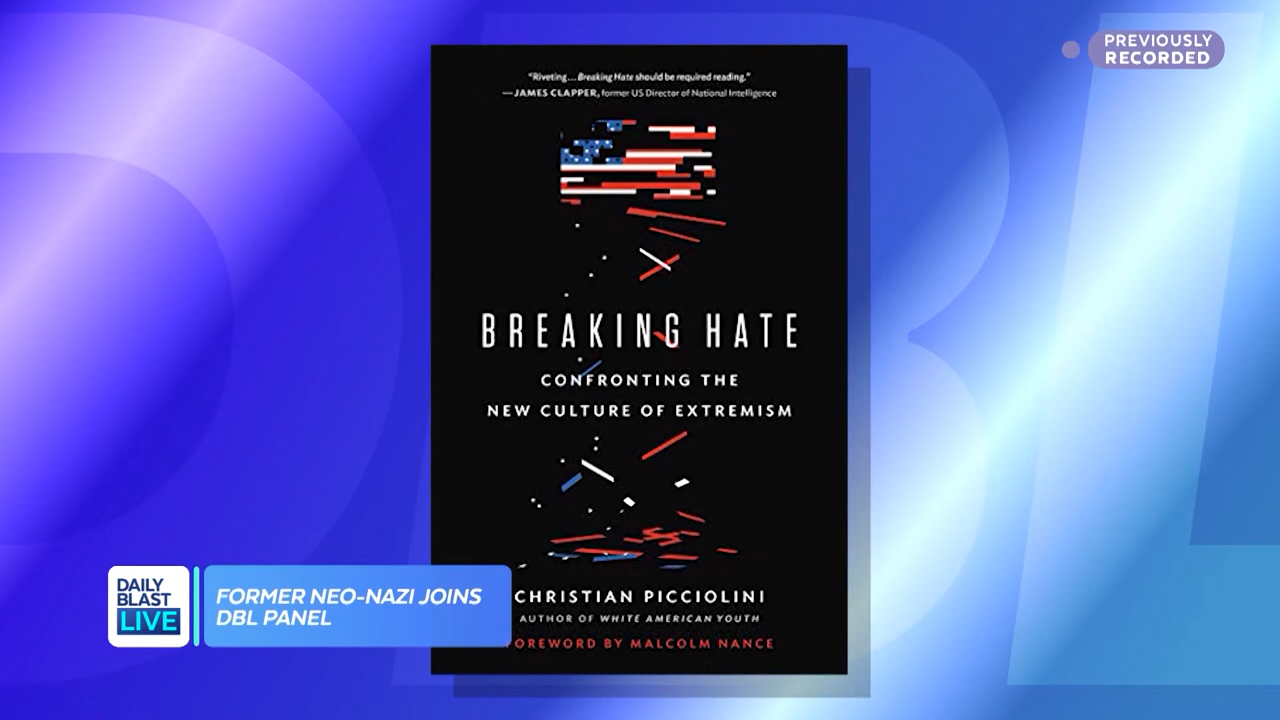 PREVIOUSLY
RECORDED
"Riveting... Breaking Hate should be required reading."
—JAMES CLAPPER, former US Director of National Intelligence
BREAKING HATE
CONFRONTING THE
NEW CULTURE OF EXTREMISM
CHRISTIAN PICCIOLINI
AUTHOR OF WHITE AMERICAN YOUTH
FOREWORD BY MALCOLM NANCE
DAILY
BLAST
LIVE
FORMER NEO-NAZI JOINS
DBL PANEL
DBL